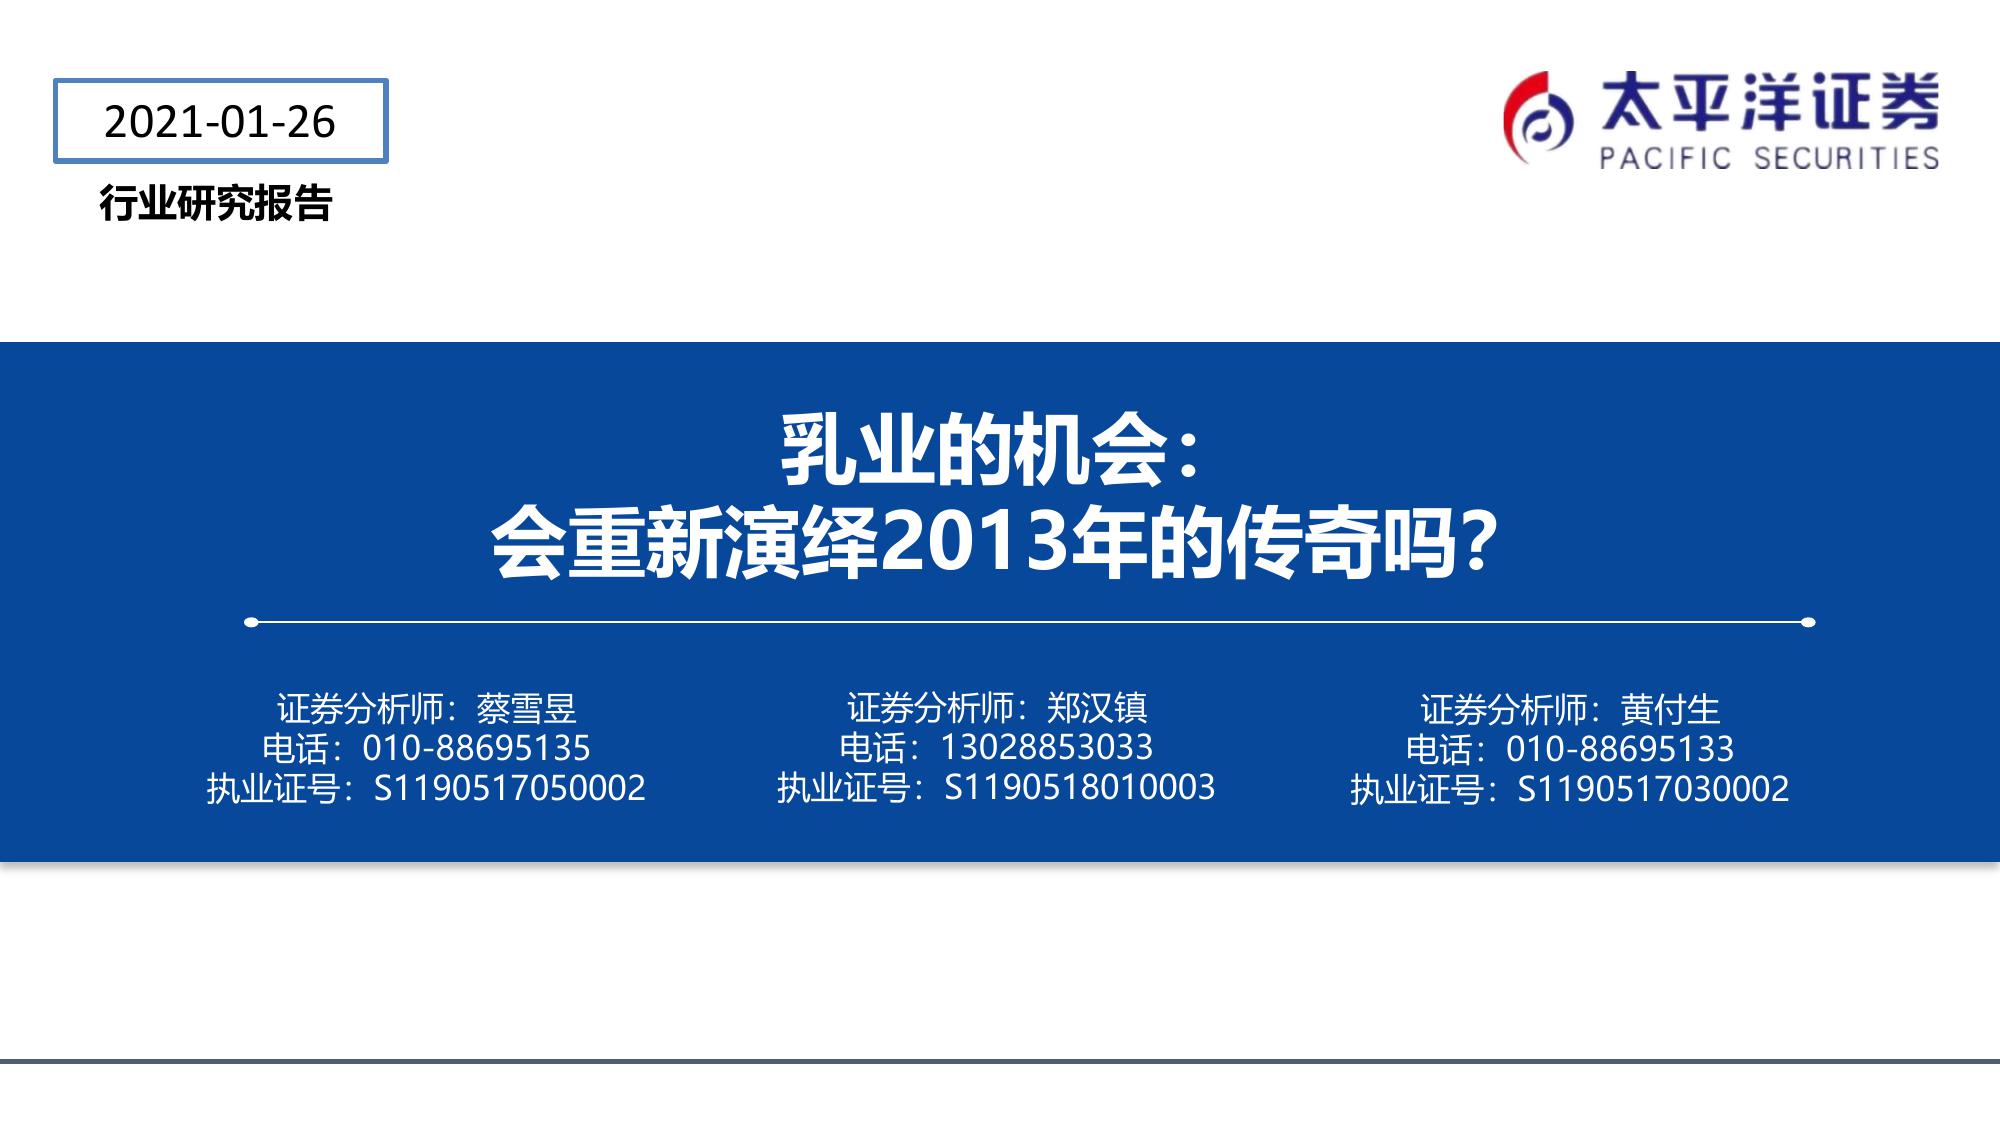 2021-01-26
行业研究报告
太平洋证券
PACIFIC SECURITIES
乳业的机会：
会重新演绎2013年的传奇吗？
证券分析师：蔡雪昱
电话：010-88695135
执业证号：S1190517050002
证券分析师：郑汉镇
电话：13028853033
执业证号：S1190518010003
证券分析师：黄付生
电话：010-88695133
执业证号：S1190517030002